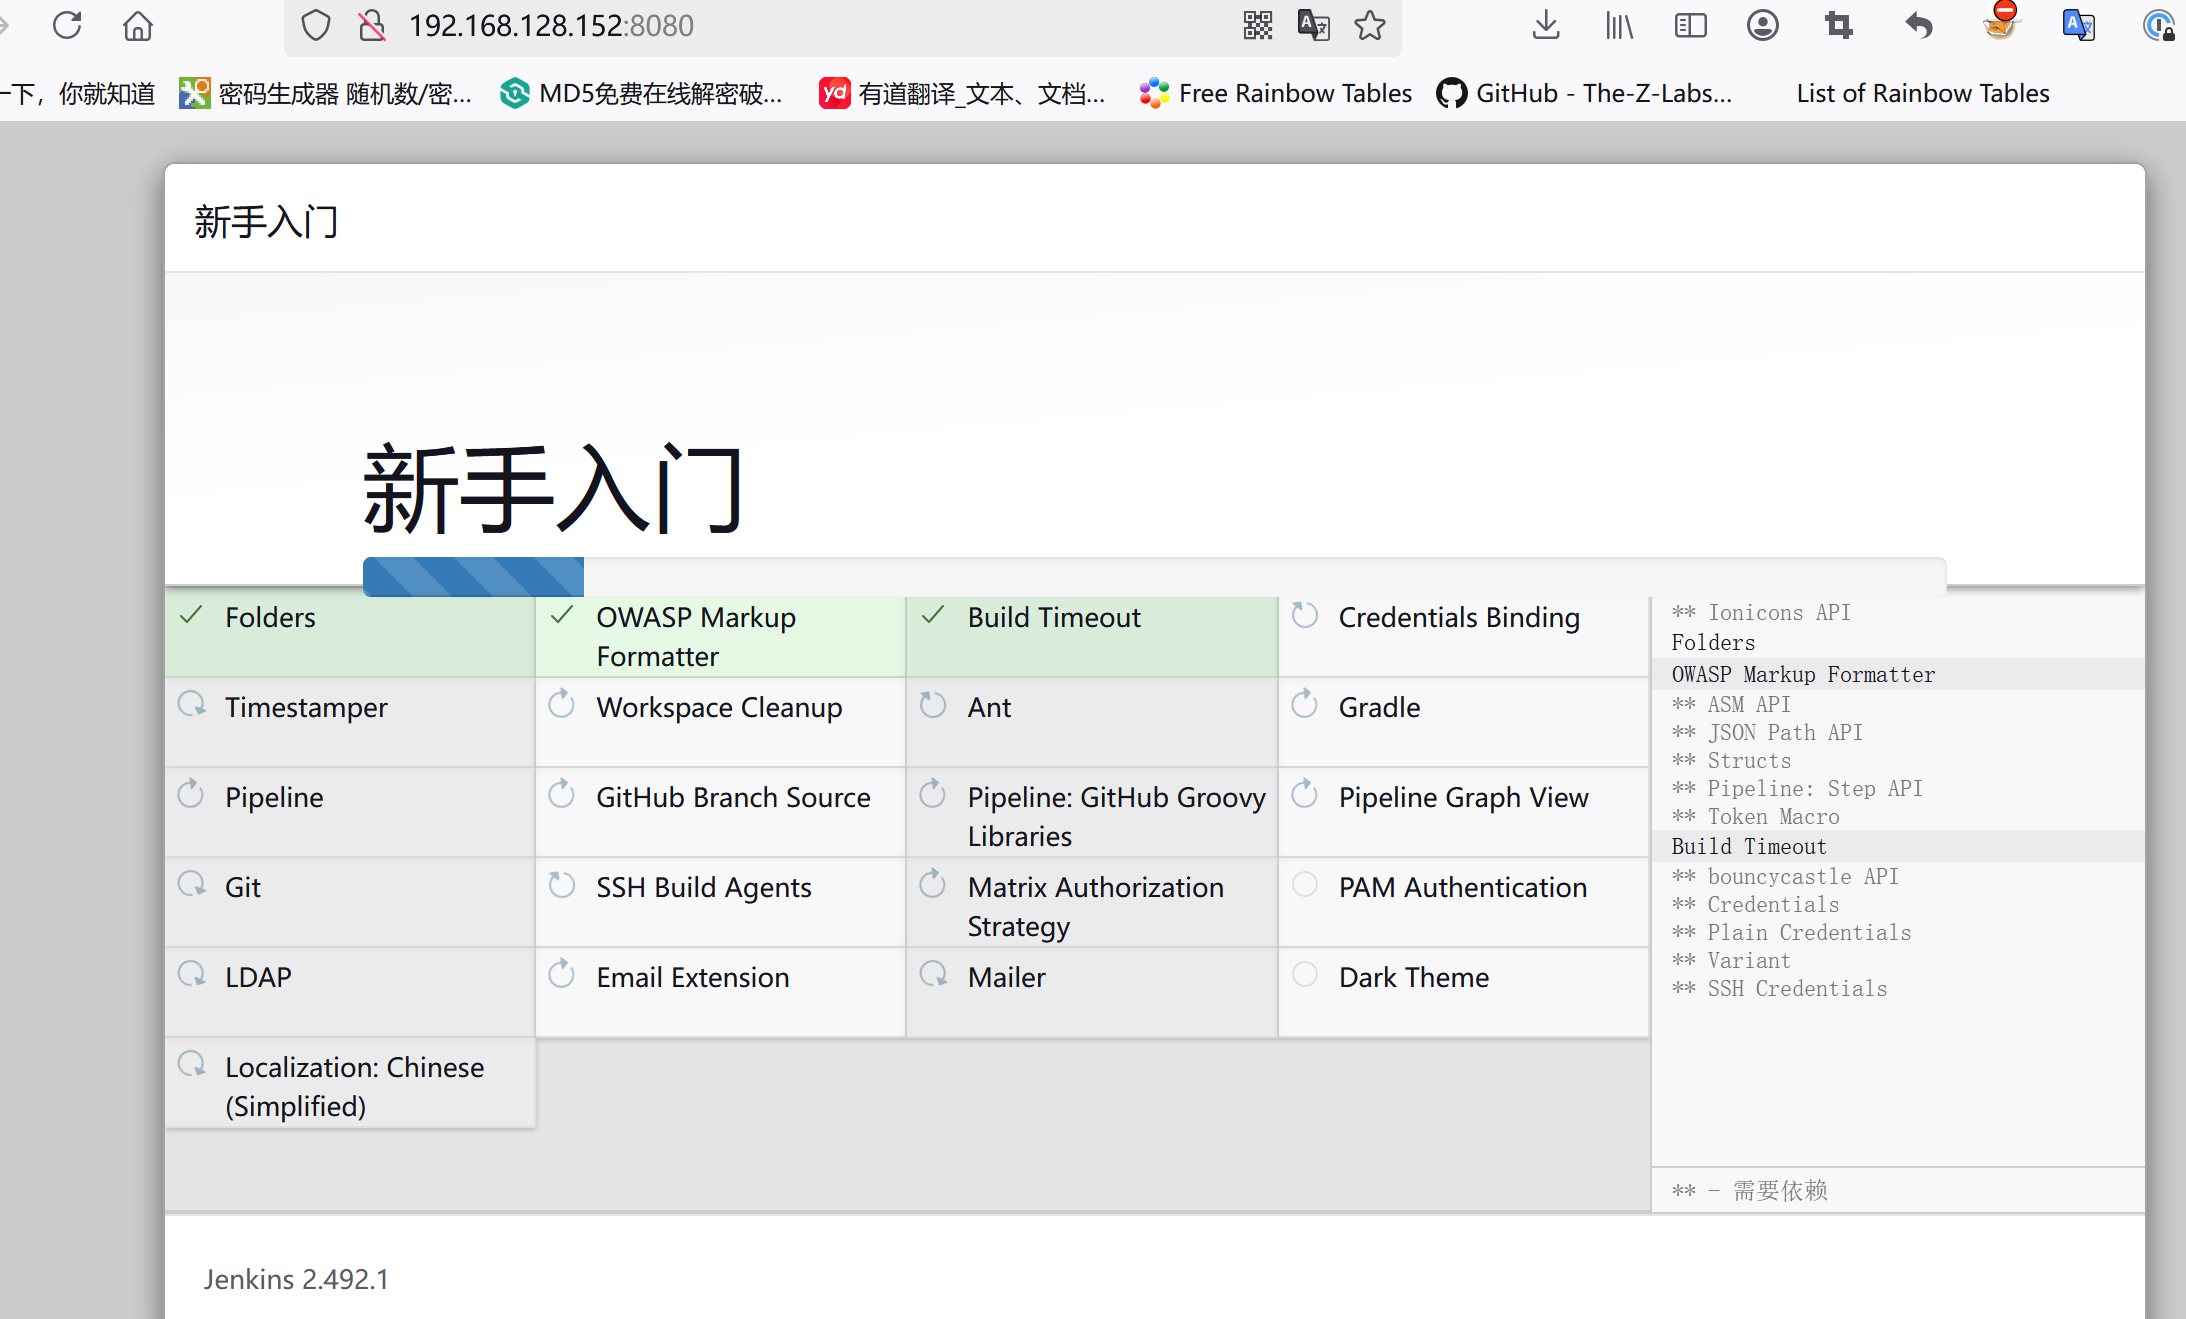 192.168.128.152:8080
一下，你就知道 密码生成器 随机数/密... MD5免费在线解密破... 有道翻译_文本、文档... Free Rainbow Tables GitHub - The-Z-Labs... List of Rainbow Tables
新手入门
新手入门
Folders
OWASP Markup
Formatter
Build Timeout
Credentials Binding
Timestamper
Workspace Cleanup
Ant
Gradle
Pipeline
GitHub Branch Source
Pipeline: GitHub Groovy
Libraries
Pipeline Graph View
Git
SSH Build Agents
Matrix Authorization
Strategy
PAM Authentication
LDAP
Email Extension
Mailer
Dark Theme
Localization: Chinese
(Simplified)
** Ionicons API
Folders
OWASP Markup Formatter
** ASM API
** JSON Path API
** Structs
** Pipeline: Step API
** Token Macro
Build Timeout
** bouncycastle API
** Credentials
** Plain Credentials
** Variant
** SSH Credentials
** - 需要依赖
Jenkins 2.492.1